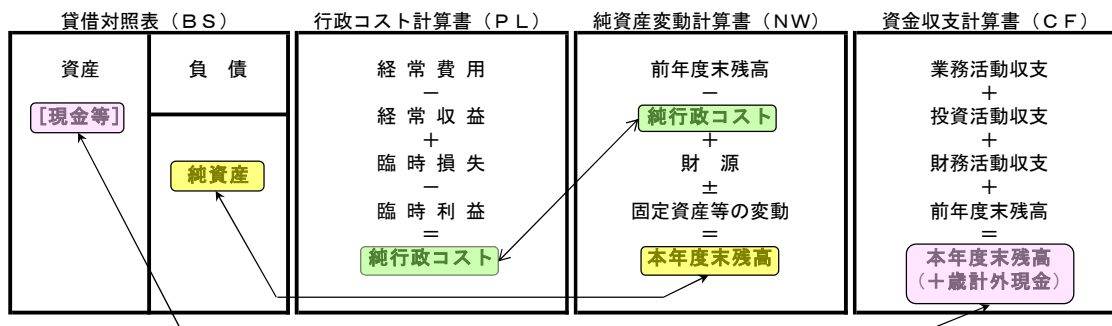 貸借対照表（ＢＳ）
資産
[現金等]
負　債
純資産
行政コスト計算書（ＰＬ）
経 常 費 用
－
経 常 収 益
＋
臨 時 損 失
－
臨 時 利 益
＝
純行政コスト
純資産変動計算書（ＮＷ）
前年度末残高
－
純行政コスト
＋
財　源
±
固定資産等の変動
＝
本年度末残高
資金収支計算書（ＣＦ）
業務活動収支
＋
投資活動収支
＋
財務活動収支
＋
前年度末残高
＝
本年度末残高
（＋歳計外現金）